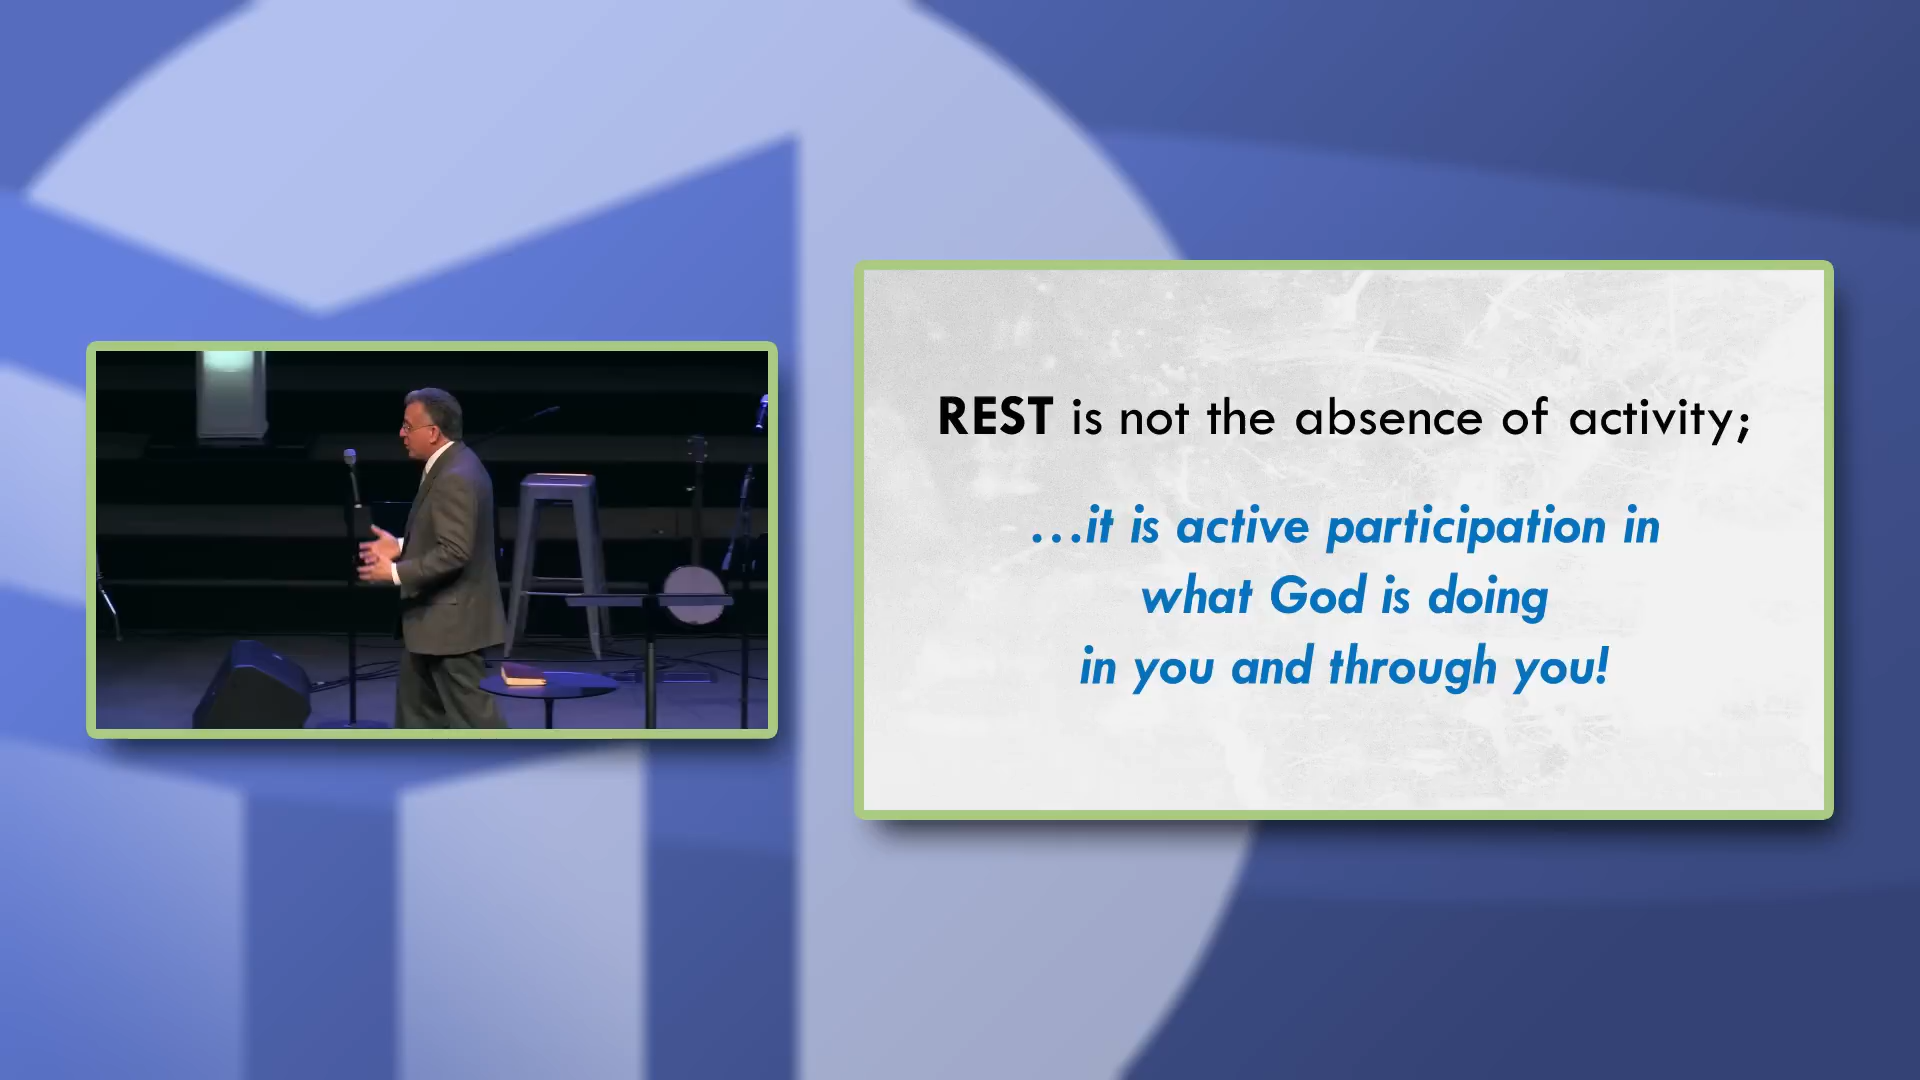 REST is not the absence of activity;
…it is active participation in
what God is doing
in you and through you!